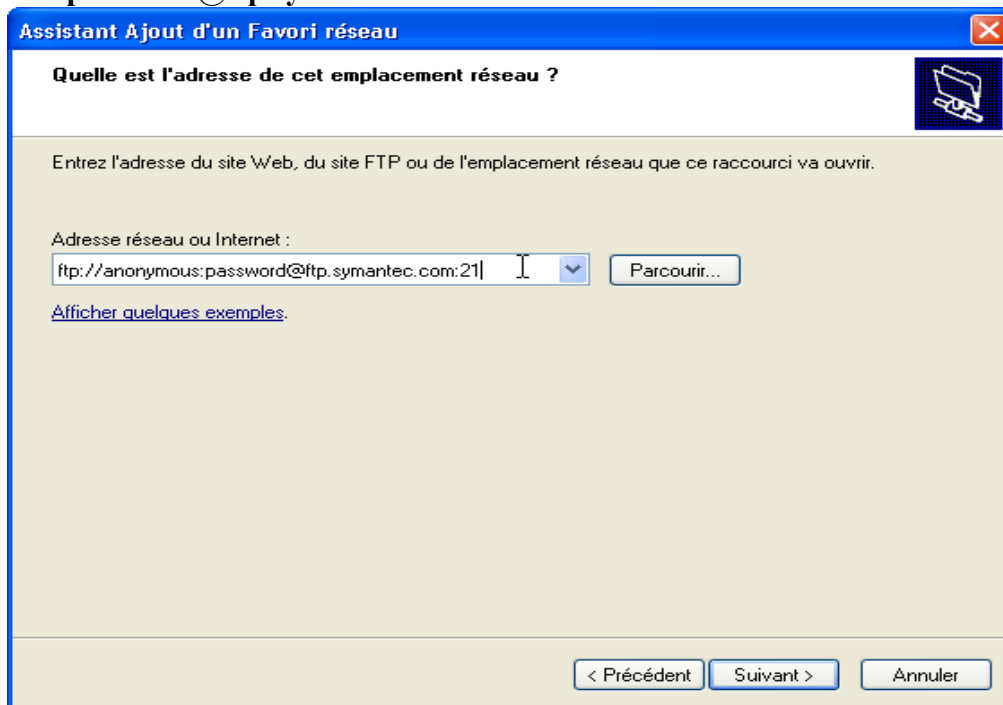 Assistant Ajout d'un Favori réseau
Quelle est l'adresse de cet emplacement réseau ?
Entrez l'adresse du site Web, du site FTP ou de l'emplacement réseau que ce raccourci va ouvrir.
Adresse réseau ou Internet :
ftp://anonymous:password@ftp.symantec.com:21
Parcourir...
Afficher quelques exemples.
< Précédent
Suivant >
Annuler